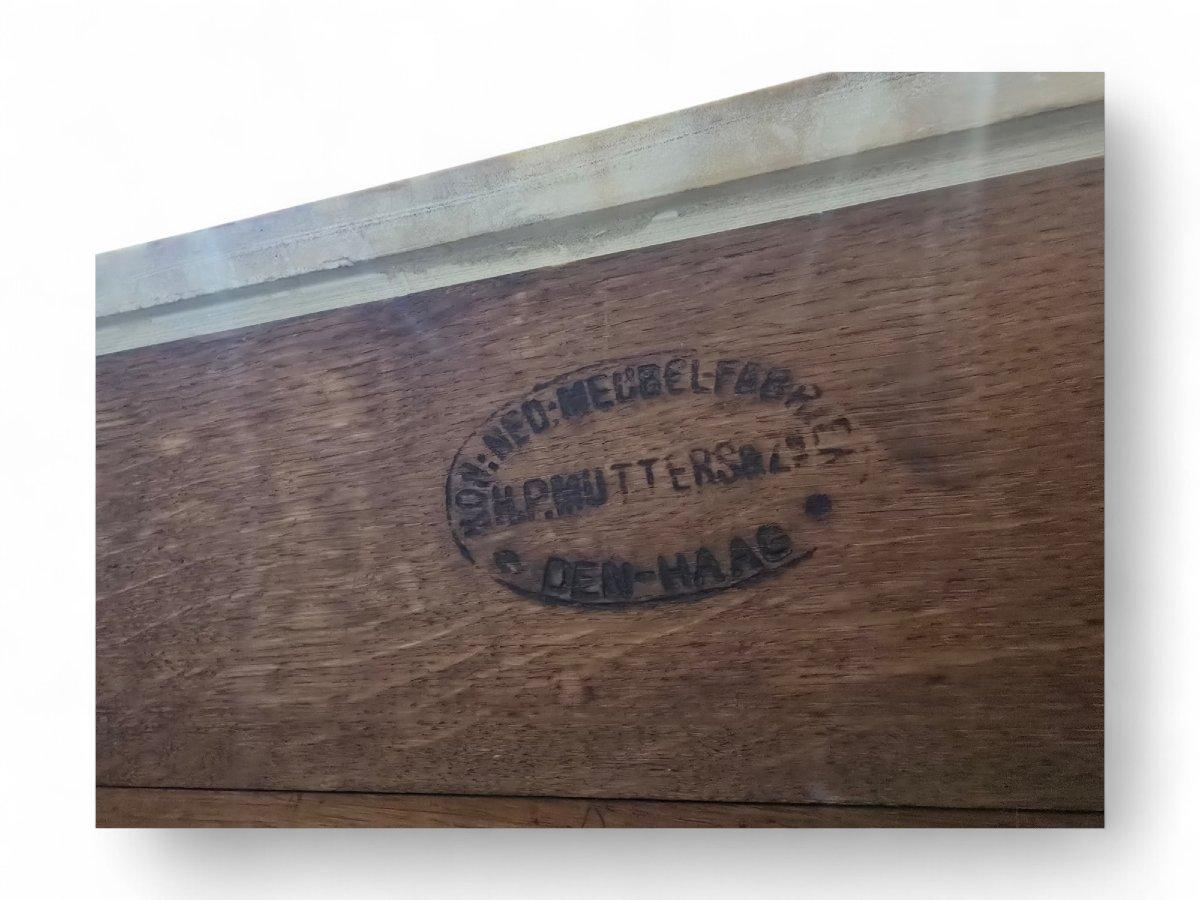 KON: NED: MEUBELFABRIEK
H.P. MUTTERS & ZN
DEN-HAAG